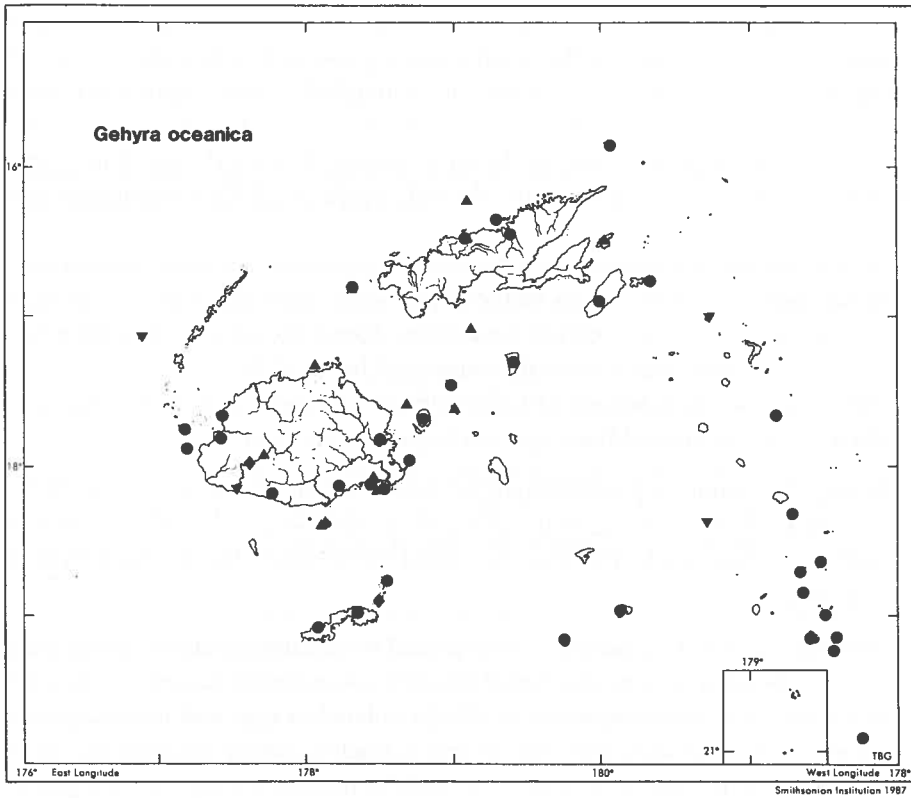 Gehyra oceanica
16°
18°
179°
21°
TBG
176° East Longitude 178° 180° West Longitude 178°
Smithsonian Institution 1987